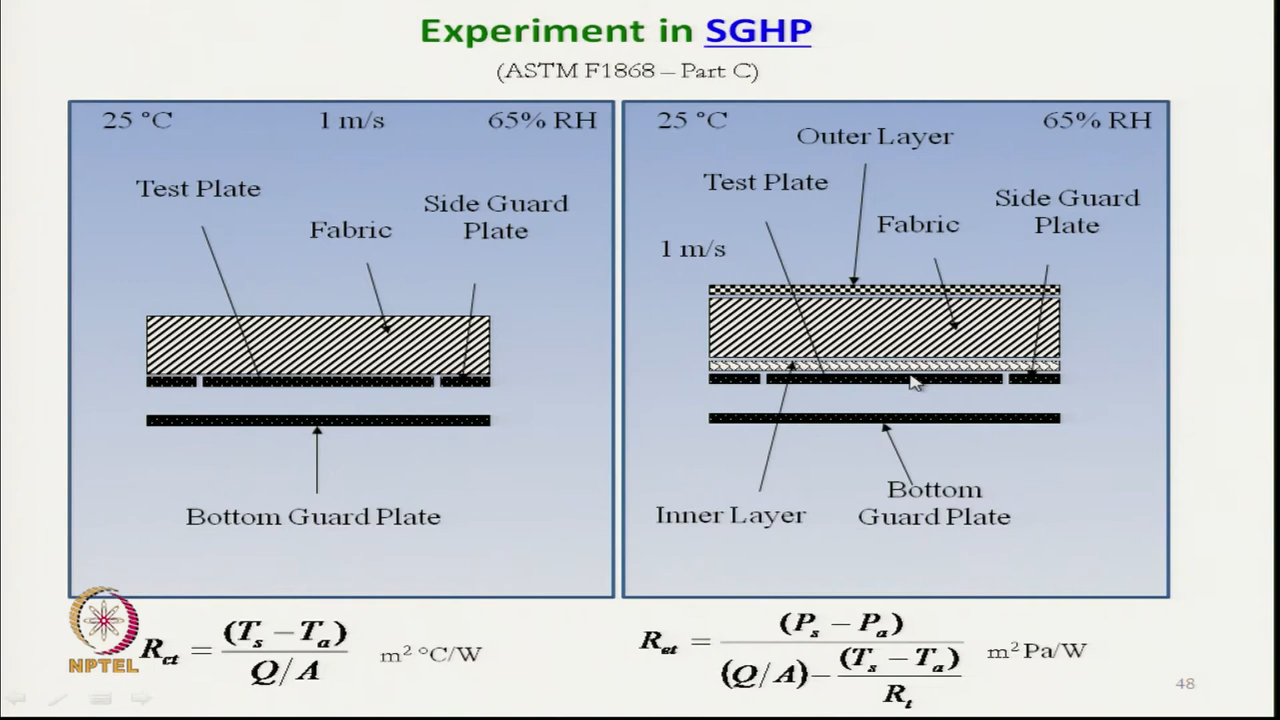 Experiment in SGHP
(ASTM F1868 – Part C)
25 °C 1 m/s 65% RH
Test Plate
Side Guard
Plate
Fabric
Bottom Guard Plate
25 °C 65% RH
Outer Layer
Test Plate
Side Guard
Plate
Fabric
1 m/s
Inner Layer
Bottom
Guard Plate
R_ct = (T_s – T_a) / Q/A m² °C/W
R_et = (P_s – P_a) / (Q/A) – (T_s – T_a) / R_t m² Pa/W
NPTEL
48